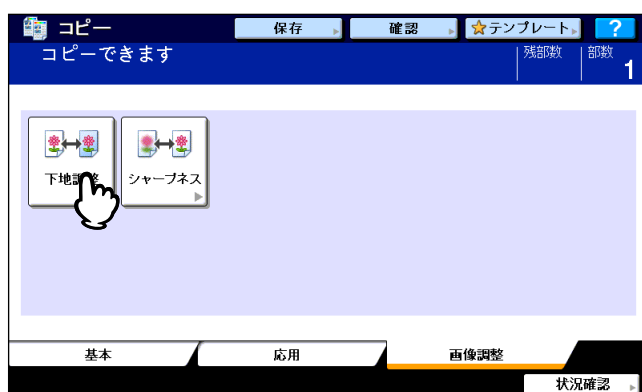 コピー 保存 確認 テンプレート ?
コピーできます 残部数 部数
1
下地調整 シャープネス
基本 応用 画像調整
状況確認